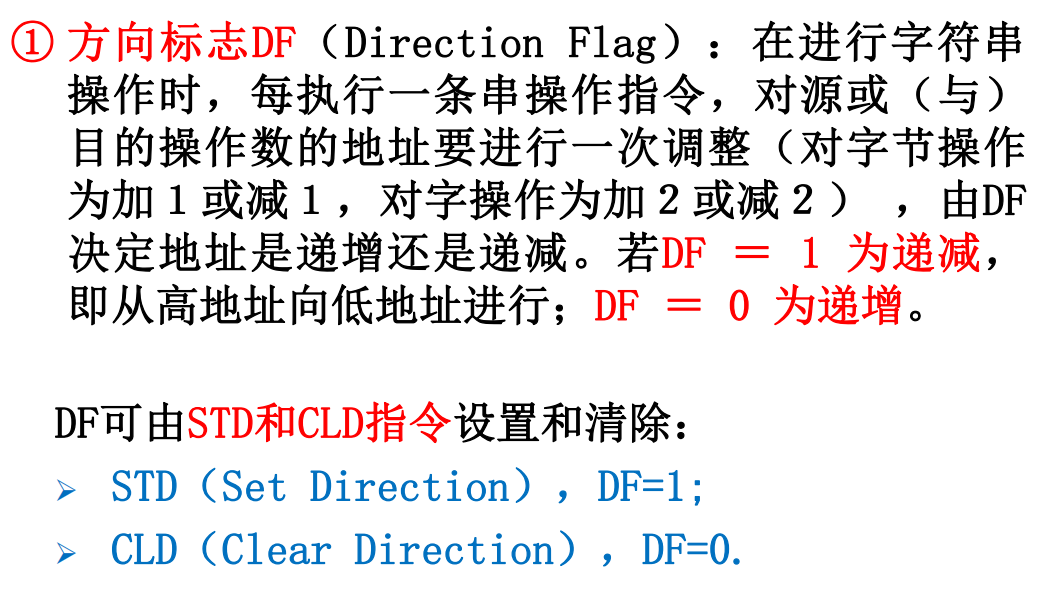 ① 方向标志DF（Direction Flag）：在进行字符串
操作时，每执行一条串操作指令，对源或（与）
目的操作数的地址要进行一次调整（对字节操作
为加１或减１，对字操作为加２或减２），由DF
决定地址是递增还是递减。若DF ＝ 1 为递减，
即从高地址向低地址进行；DF ＝ 0 为递增。
DF可由STD和CLD指令设置和清除：
➢ STD（Set Direction），DF=1;
➢ CLD（Clear Direction），DF=0.